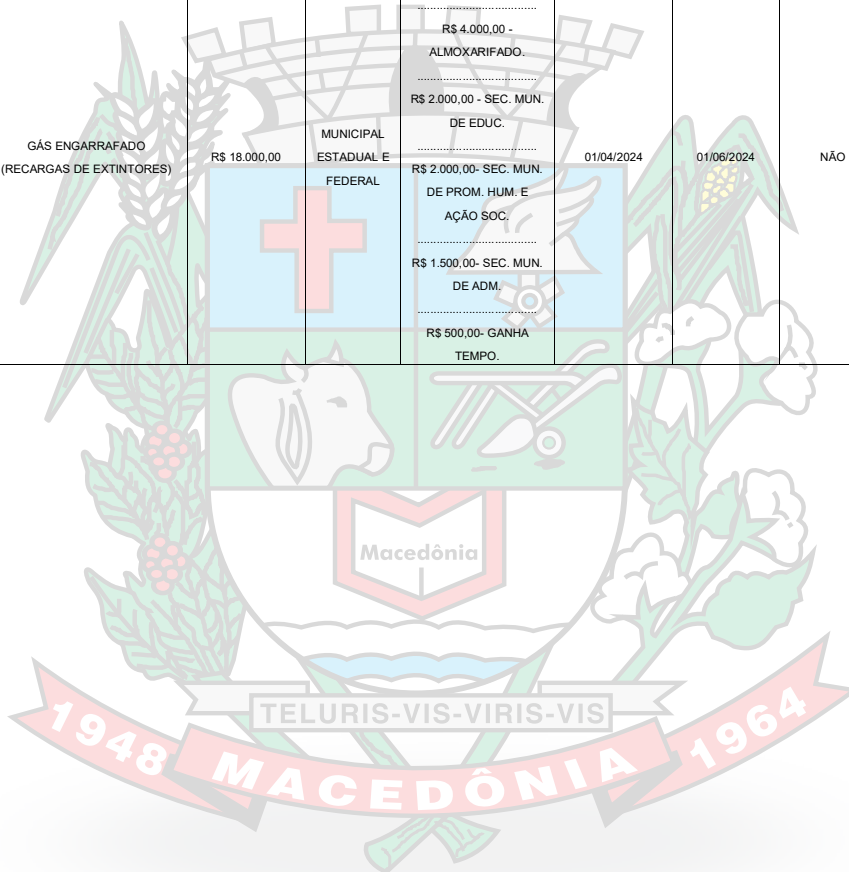 GÁS ENGARRAFADO
(RECARGAS DE EXTINTORES)
R$ 18.000,00
MUNICIPAL
ESTADUAL E
FEDERAL
........................................
R$ 4.000,00 -
ALMOXARIFADO.
........................................
R$ 2.000,00 - SEC. MUN.
DE EDUC.
........................................
R$ 2.000,00- SEC. MUN.
DE PROM. HUM. E
AÇÃO SOC.
........................................
R$ 1.500,00- SEC. MUN.
DE ADM.
........................................
R$ 500,00- GANHA
TEMPO.
01/04/2024
01/06/2024
NÃO
Macedônia
TELURIS-VIS-VIRIS-VIS
1948 MACEDÔNIA 1964